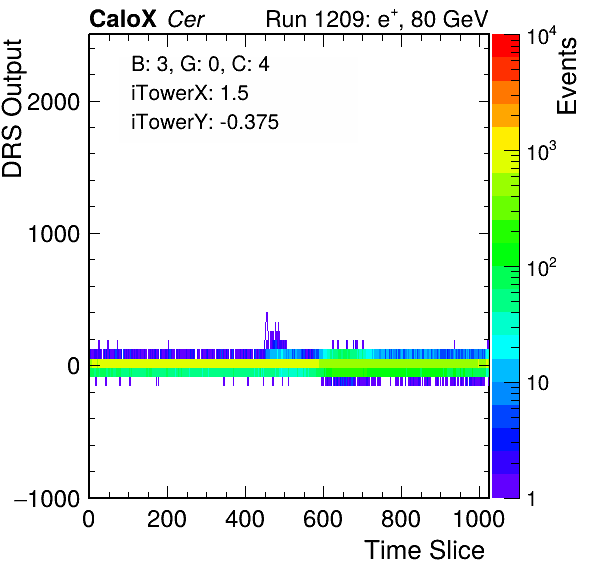 CaloX Cer Run 1209: e+, 80 GeV
B: 3, G: 0, C: 4
iTowerX: 1.5
iTowerY: -0.375
DRS Output
2000
1000
0
−1000
0 200 400 600 800 1000
Time Slice
Events
10^4
10^3
10^2
10
1